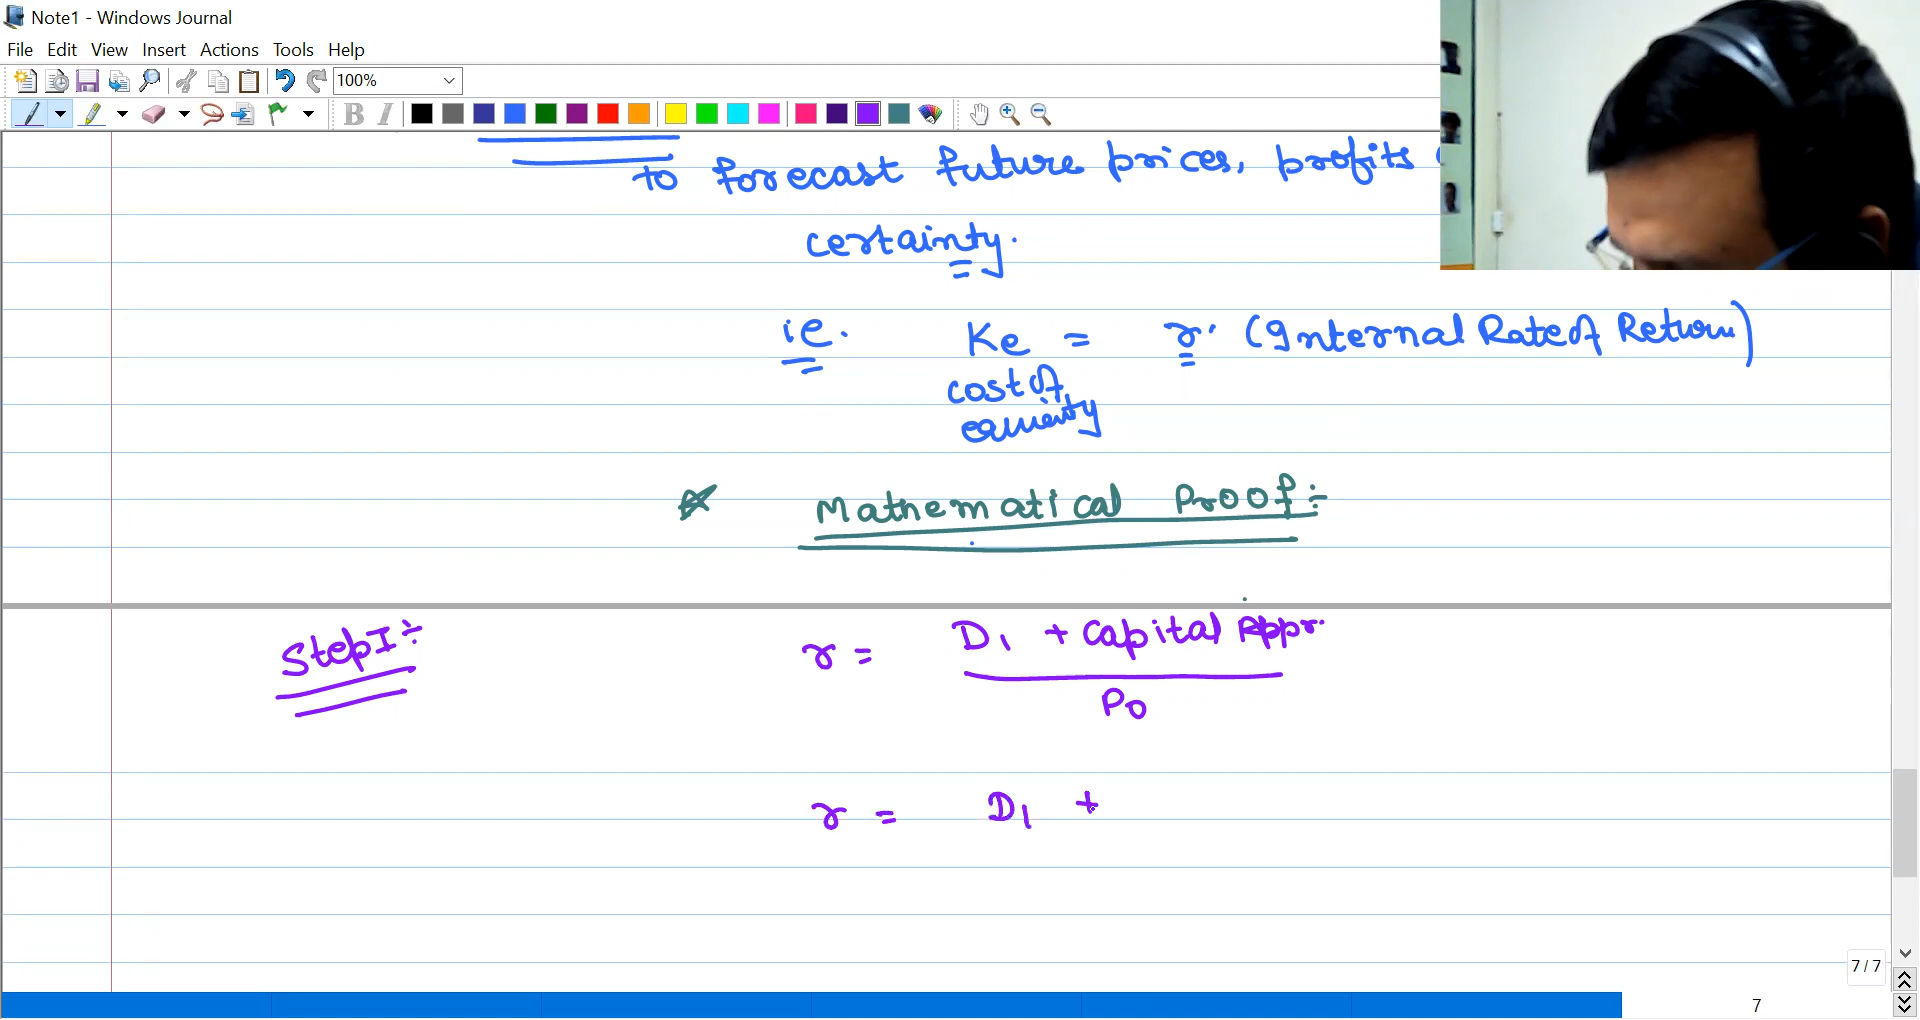 Note1 - Windows Journal
File Edit View Insert Actions Tools Help
100%
B I
to forecast future prices, profits
certainty.
ie. Ke = r. (Internal Rate of Return)
cost of
equity
* Mathematical Proof :-
Step I :- r = D1 + Capital Appr.
P0
r = D1 +
7 / 7
7